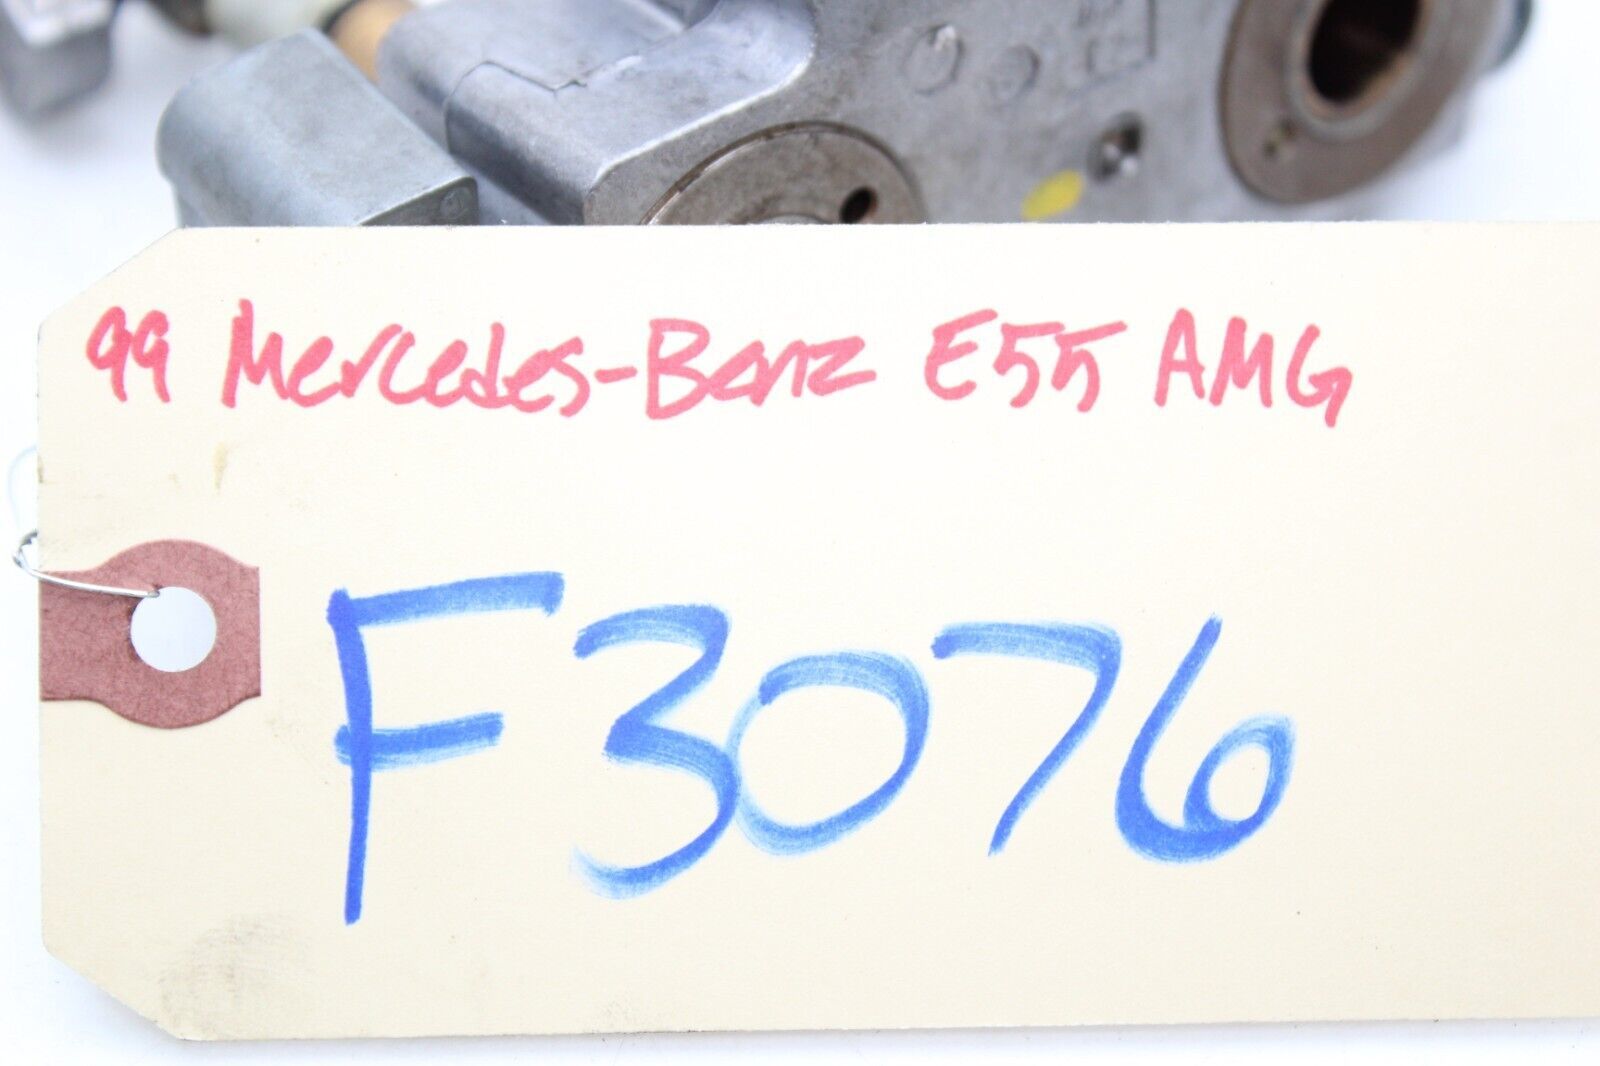 99 Mercedes-Benz E55 AMG
F3076